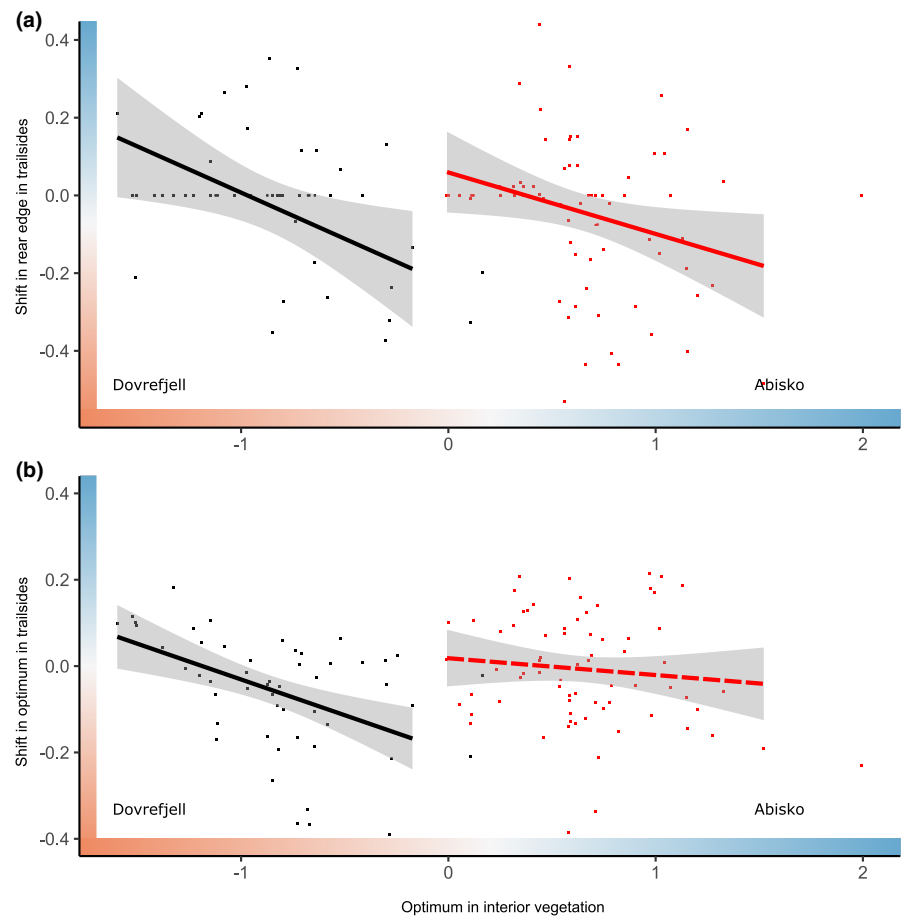 (a)
0.4
0.2
0.0
-0.2
-0.4
Shift in rear edge in trailsides
Dovrefjell
Abisko
-1
0
1
2
(b)
0.4
0.2
0.0
-0.2
-0.4
Shift in optimum in trailsides
Dovrefjell
Abisko
-1
0
1
2
Optimum in interior vegetation